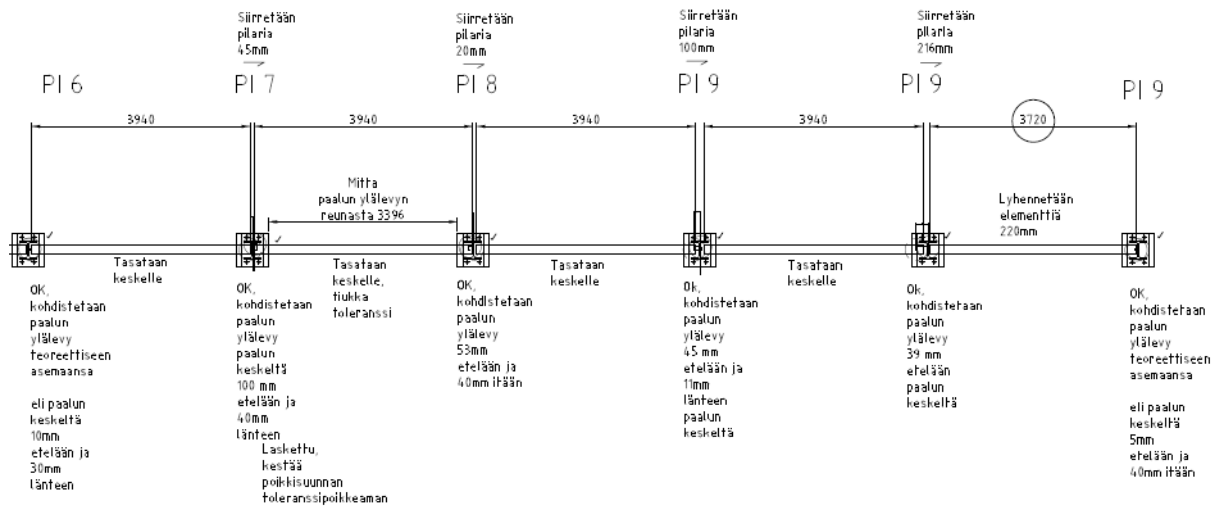 Siirretään
pilaria
45mm
Siirretään
pilaria
20mm
Siirretään
pilaria
100mm
Siirretään
pilaria
216mm
PI 6
PI 7
PI 8
PI 9
PI 9
PI 9
3940
3940
3940
3940
3720
Mitta
paalun ylälevyn
reunasta 3396
Lyhennetään
elementtiä
220mm
Tasataan
keskelle
Tasataan
keskelle,
tiukka
toleranssi
Tasataan
keskelle
Tasataan
keskelle
OK,
kohdistetaan
paalun
ylälevy
teoreettiseen
asemaansa
eli paalun
keskeltä
10mm
etelään ja
30mm
länteen
OK,
kohdistetaan
paalun
ylälevy
paalun
keskeltä
100 mm
etelään ja
40mm
länteen
Laskettu,
kestää
poikkisuunnan
toleranssipoikkeaman
OK,
kohdistetaan
paalun
ylälevy
53mm
etelään ja
40mm itään
Ok,
kohdistetaan
paalun
ylälevy
45 mm
etelään ja
11mm
länteen
paalun
keskeltä
Ok,
kohdistetaan
paalun
ylälevy
39 mm
etelään
paalun
keskeltä
OK,
kohdistetaan
paalun
ylälevy
teoreettiseen
asemaansa
eli paalun
keskeltä
5mm
etelään ja
40mm itään